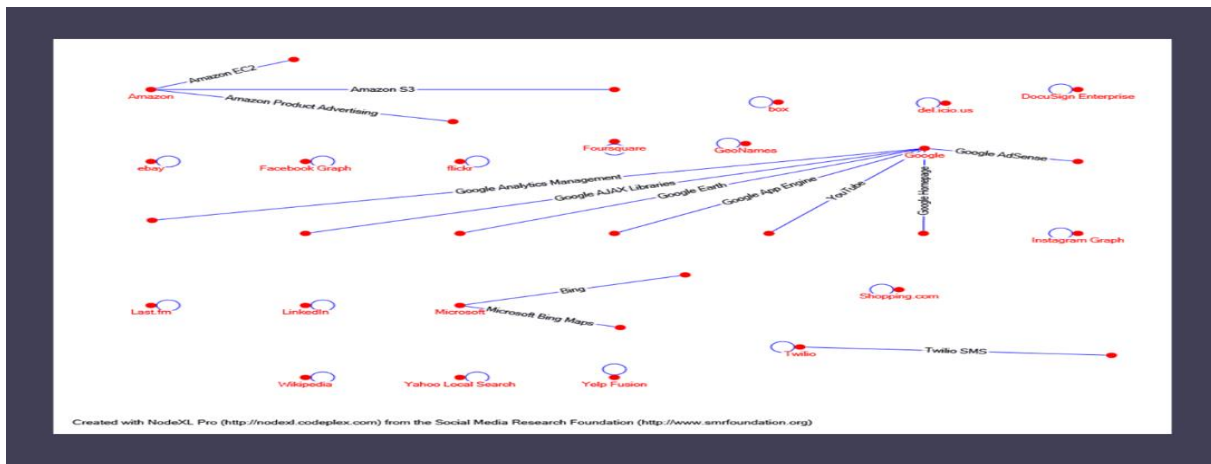 Amazon EC2
Amazon
Amazon S3
Amazon Product Advertising
box
del.icio.us
DocuSign Enterprise
ebay
Facebook Graph
flickr
Foursquare
GeoNames
Google
Google AdSense
Google Analytics Management
Google AJAX Libraries
Google Earth
Google App Engine
YouTube
Google Homepage
Instagram Graph
Last.fm
LinkedIn
Microsoft
Bing
Microsoft Bing Maps
Shopping.com
Twilio
Twilio SMS
Wikipedia
Yahoo Local Search
Yelp Fusion
Created with NodeXL Pro (http://nodexl.codeplex.com) from the Social Media Research Foundation (http://www.smrfoundation.org)